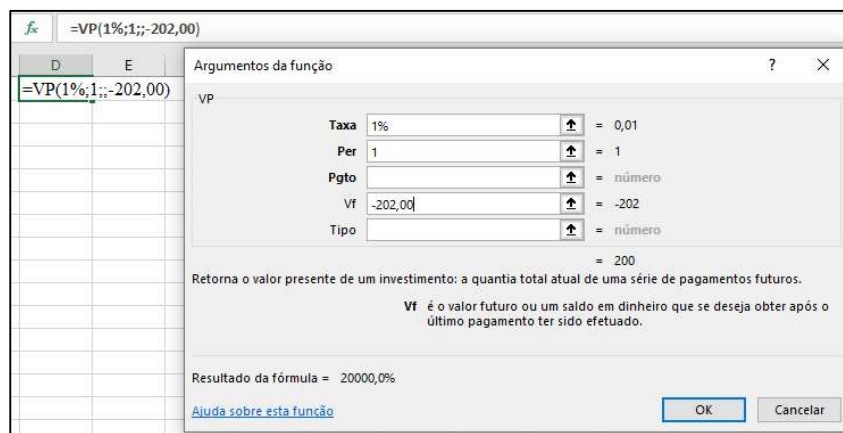 fx =VP(1%;1;;-202,00)
D E
=VP(1%;1;;-202,00)
Argumentos da função ? X
VP
Taxa 1% = 0,01
Per 1 = 1
Pgto = número
Vf -202,00 = -202
Tipo = número
= 200
Retorna o valor presente de um investimento: a quantia total atual de uma série de pagamentos futuros.
Vf é o valor futuro ou um saldo em dinheiro que se deseja obter após o
último pagamento ter sido efetuado.
Resultado da fórmula = 20000,0%
Ajuda sobre esta função OK Cancelar